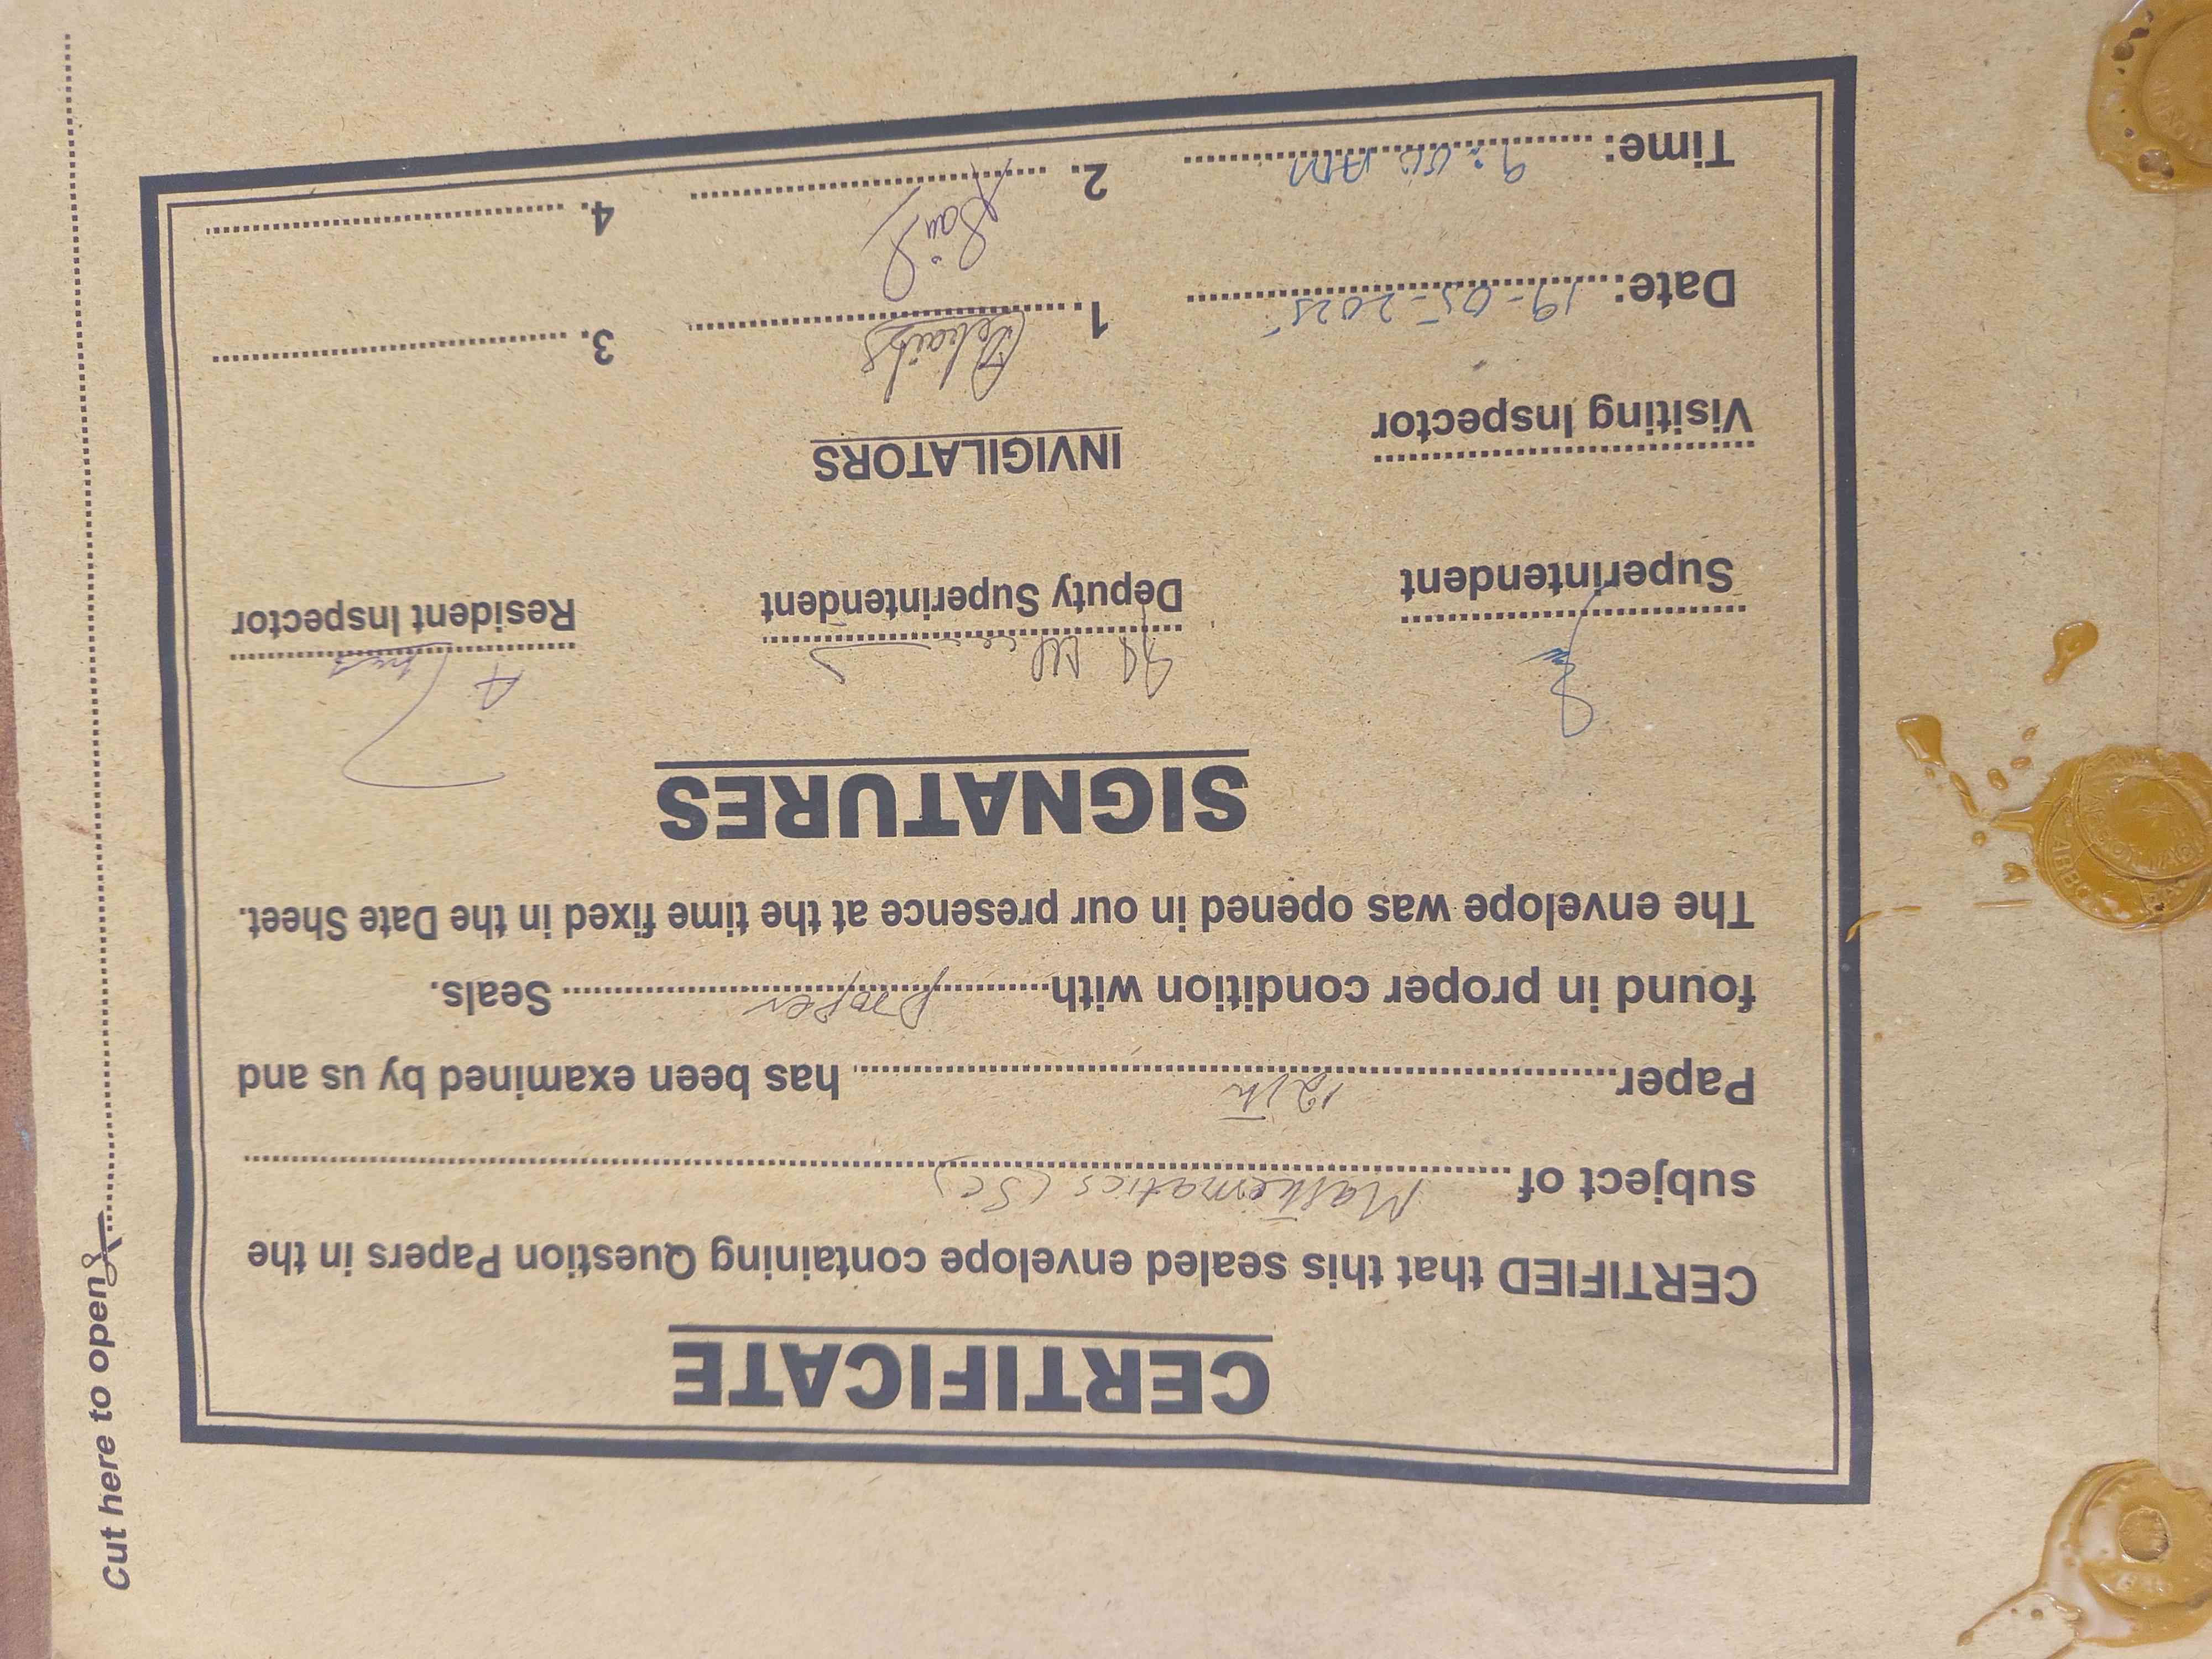 CERTIFICATE
CERTIFIED that this sealed envelope containing Question Papers in the
subject of Mathematics (Sc)
Paper 12th has been examined by us and
found in proper condition with proper Seals.
The envelope was opened in our presence at the time fixed in the Date Sheet.
SIGNATURES
Superintendent
Deputy Superintendent
Resident Inspector
Visiting Inspector
INVIGILATORS
Date: 19-05-2025
1.
3.
Time: 9:00 AM
2.
4.
Cut here to open